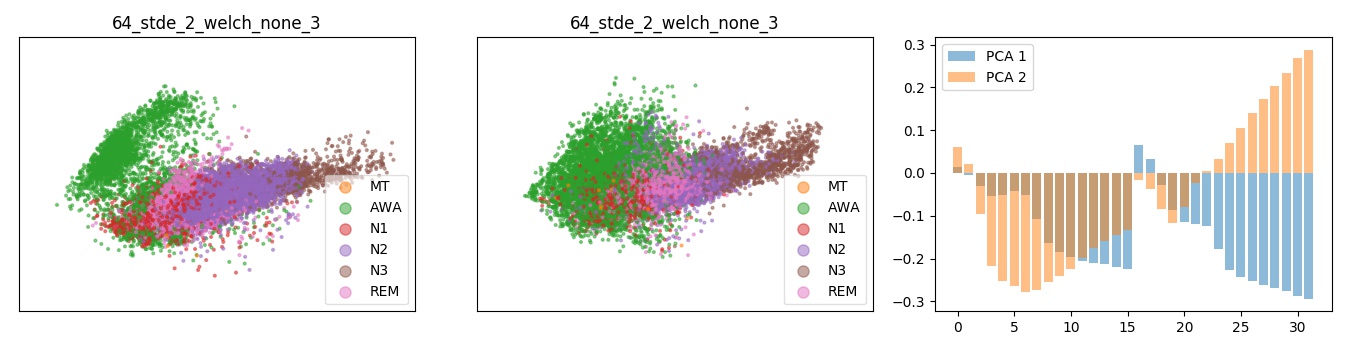 64_stde_2_welch_none_3
MT
AWA
N1
N2
N3
REM
64_stde_2_welch_none_3
MT
AWA
N1
N2
N3
REM
PCA 1
PCA 2
0.3
0.2
0.1
0.0
−0.1
−0.2
−0.3
0 5 10 15 20 25 30